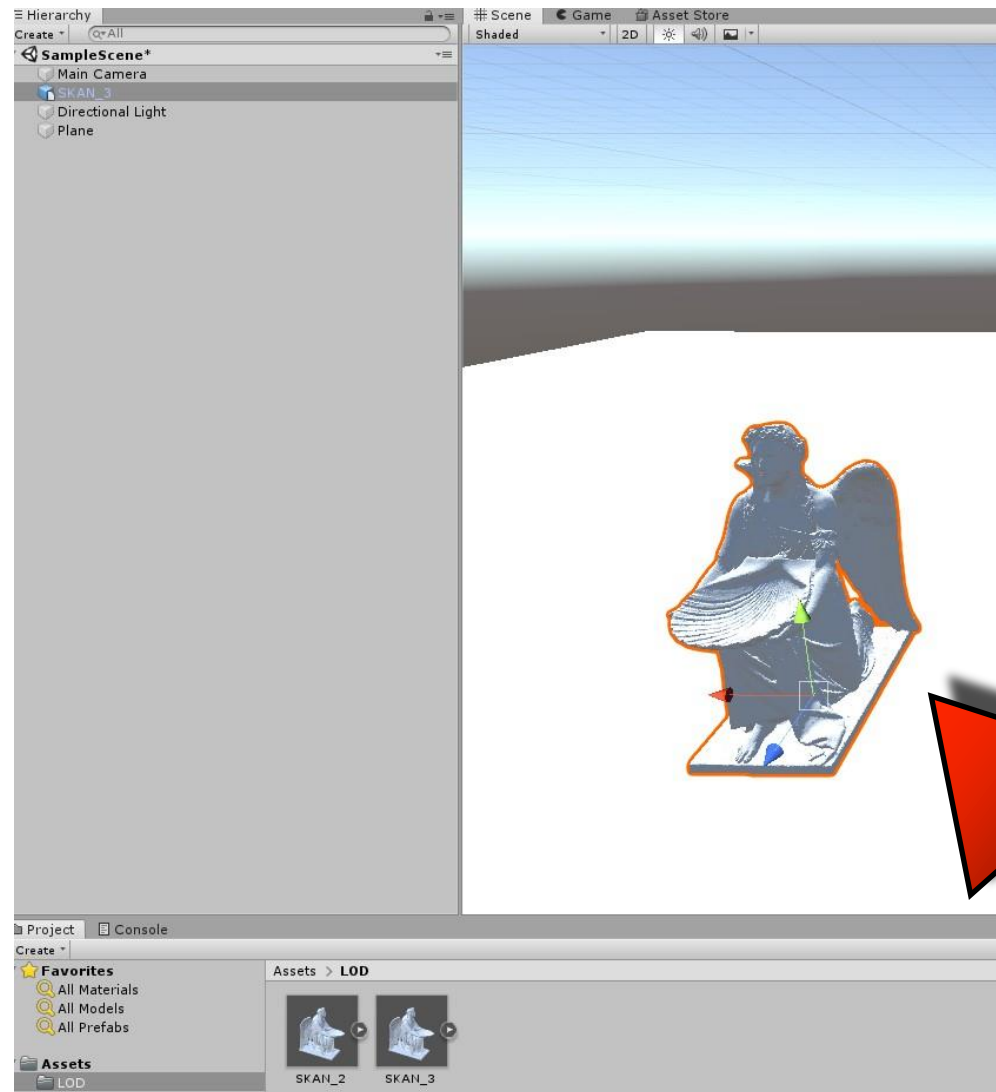 Hierarchy
Create
All
SampleScene*
Main Camera
SKAN_3
Directional Light
Plane
Scene
Game
Asset Store
Shaded
2D
Project
Console
Create
Favorites
All Materials
All Models
All Prefabs
Assets
LOD
Assets > LOD
SKAN_2
SKAN_3